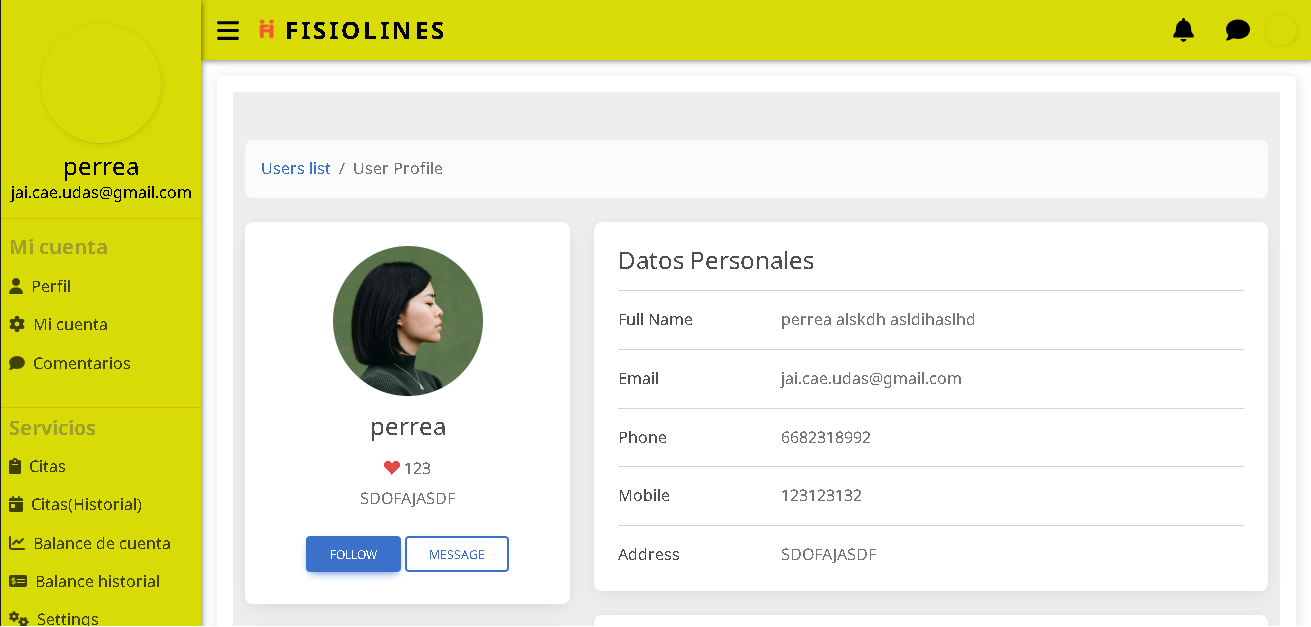 FISIOLINES
perrea
jai.cae.udas@gmail.com
Mi cuenta
Perfil
Mi cuenta
Comentarios
Servicios
Citas
Citas(Historial)
Balance de cuenta
Balance historial
Settings
Users list / User Profile
perrea
123
SDOFAJASDF
FOLLOW MESSAGE
Datos Personales
Full Name perrea alskdh asldihaslhd
Email jai.cae.udas@gmail.com
Phone 6682318992
Mobile 123123132
Address SDOFAJASDF